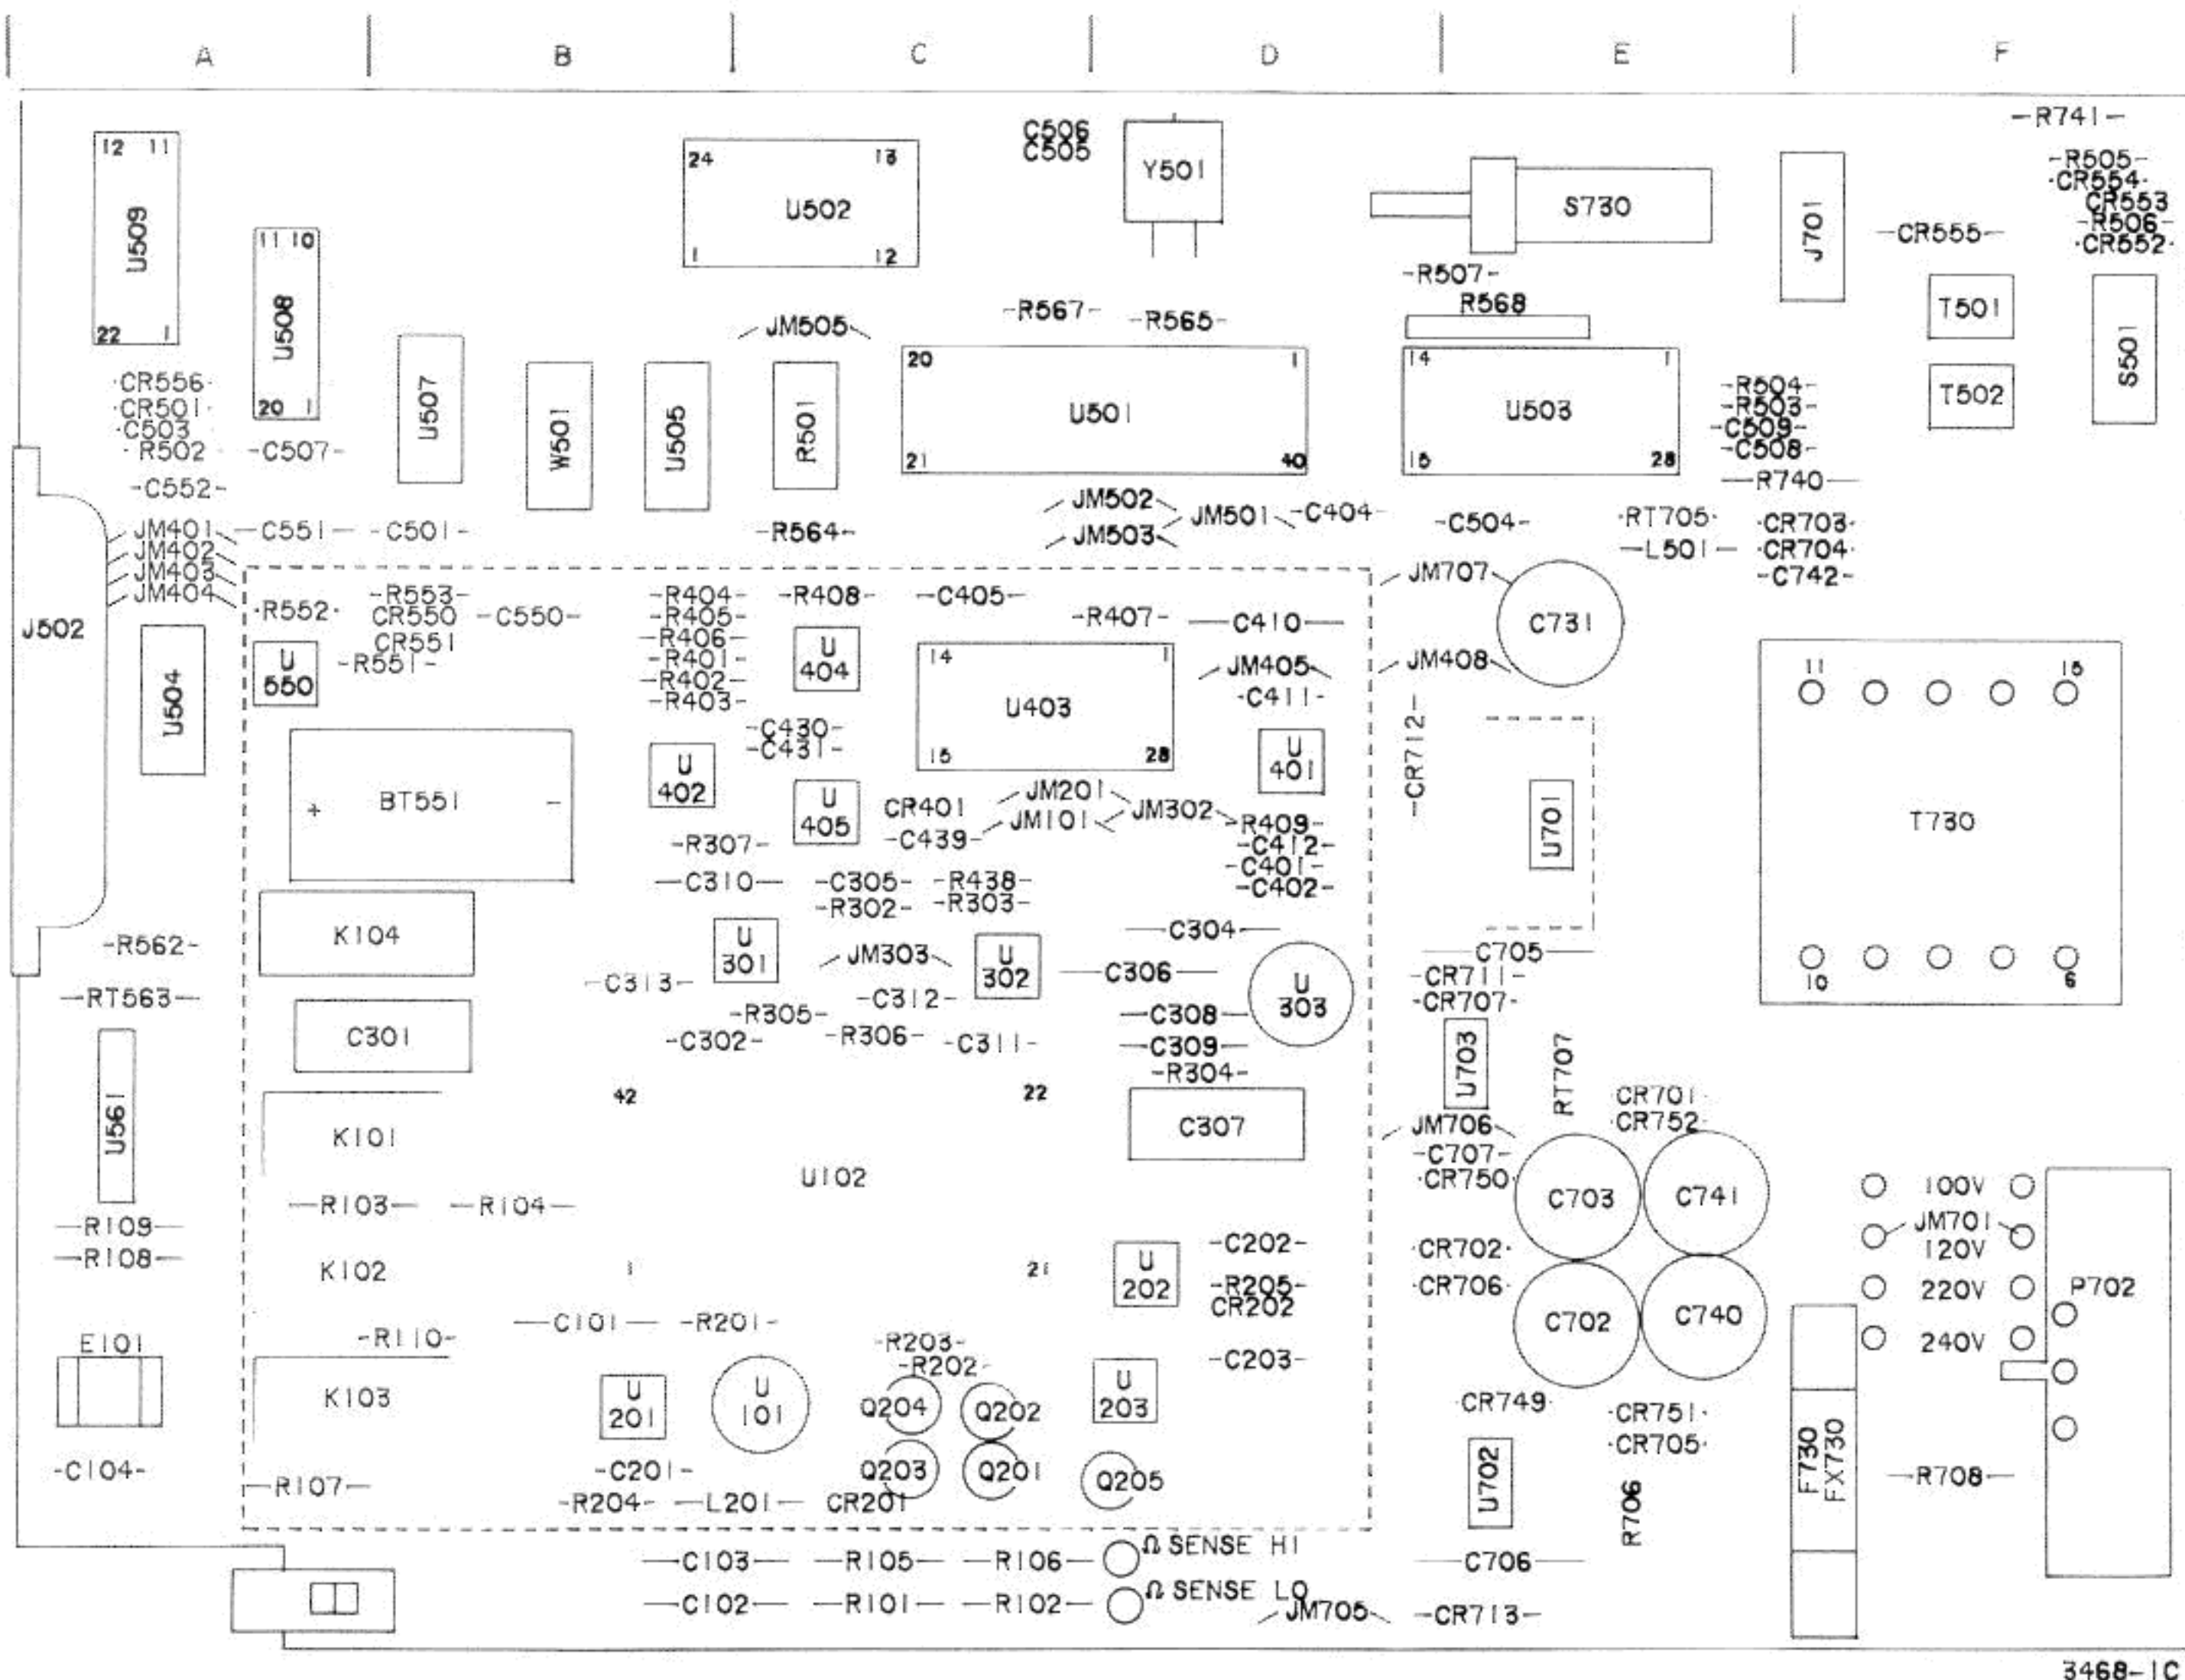 A B C D E F
-R741-
C506
C505
12 11
24 13
Y501
-R505-
·CR554·
U509
U502
S730
J701
CR553
-R506-
·CR552·
11 10
-CR555-
1 12
-R507-
R568
U508
-R567-
-R565-
T501
22 1
JM505
20 1
14 1
S501
U507
·CR556·
·CR501·
·C503·
-R502
20 1
-C507-
W501
U505
R501
U501
U503
-R504-
-R503-
-C509-
-C508-
T502
21 40
15 28
-C552-
-R740-
JM502
JM501
-C404-
-C504-
·RT705·
·CR703·
JM401
JM402
JM403
JM404
-C551-
-C501-
-R564-
JM503
-L501-
·CR704·
-C742-
JM707
-R552·
-R553-
CR550
-C550-
-R404-
-R405-
-R406-
-R401-
-R402-
-R403-
-R408-
-C405-
-R407-
-C410-
C731
J502
U
550
CR551
-R551-
U
404
14 1
JM405
JM408
-C411-
11 15
U504
U403
-CR712-
-C430-
-C431-
15 28
U
402
U
401
BT551
+ -
U
405
CR401
JM201
JM101
JM302
U701
T730
-R307-
-C439-
-R409-
-C412-
-C401-
-C402-
-C310-
-C305-
-R302-
-R438-
-R303-
K104
-R562-
U
301
JM303
U
302
-C304-
-C306-
-C705-
-CR711-
-CR707-
10 6
-RT563-
-C313-
-C312-
U
303
C301
-R305-
-C302-
-R306-
-C311-
-C308-
-C309-
-R304-
U703
RT707
42 22
U561
K101
C307
·CR701·
·CR752·
JM706
-C707-
·CR750·
U102
C703
C741
100V
JM701
120V
220V
240V
P702
-R103-
-R104-
-R109-
-R108-
K102
1 21
U
202
-C202-
-R205-
CR202
·CR702·
·CR706·
C702
C740
E101
-R110-
-C101-
-R201-
-R203-
-R202-
-C203-
K103
U
201
U
101
Q204
Q202
U
203
·CR749·
·CR751·
·CR705·
-C104-
-R107-
-C201-
Q203
Q201
Q205
U702
R706
F730
FX730
-R708-
-R204-
-L201-
CR201
-C103-
-R105-
-R106-
Ω SENSE HI
-C706-
-C102-
-R101-
-R102-
Ω SENSE LO
JM705
-CR713-
3468-1C